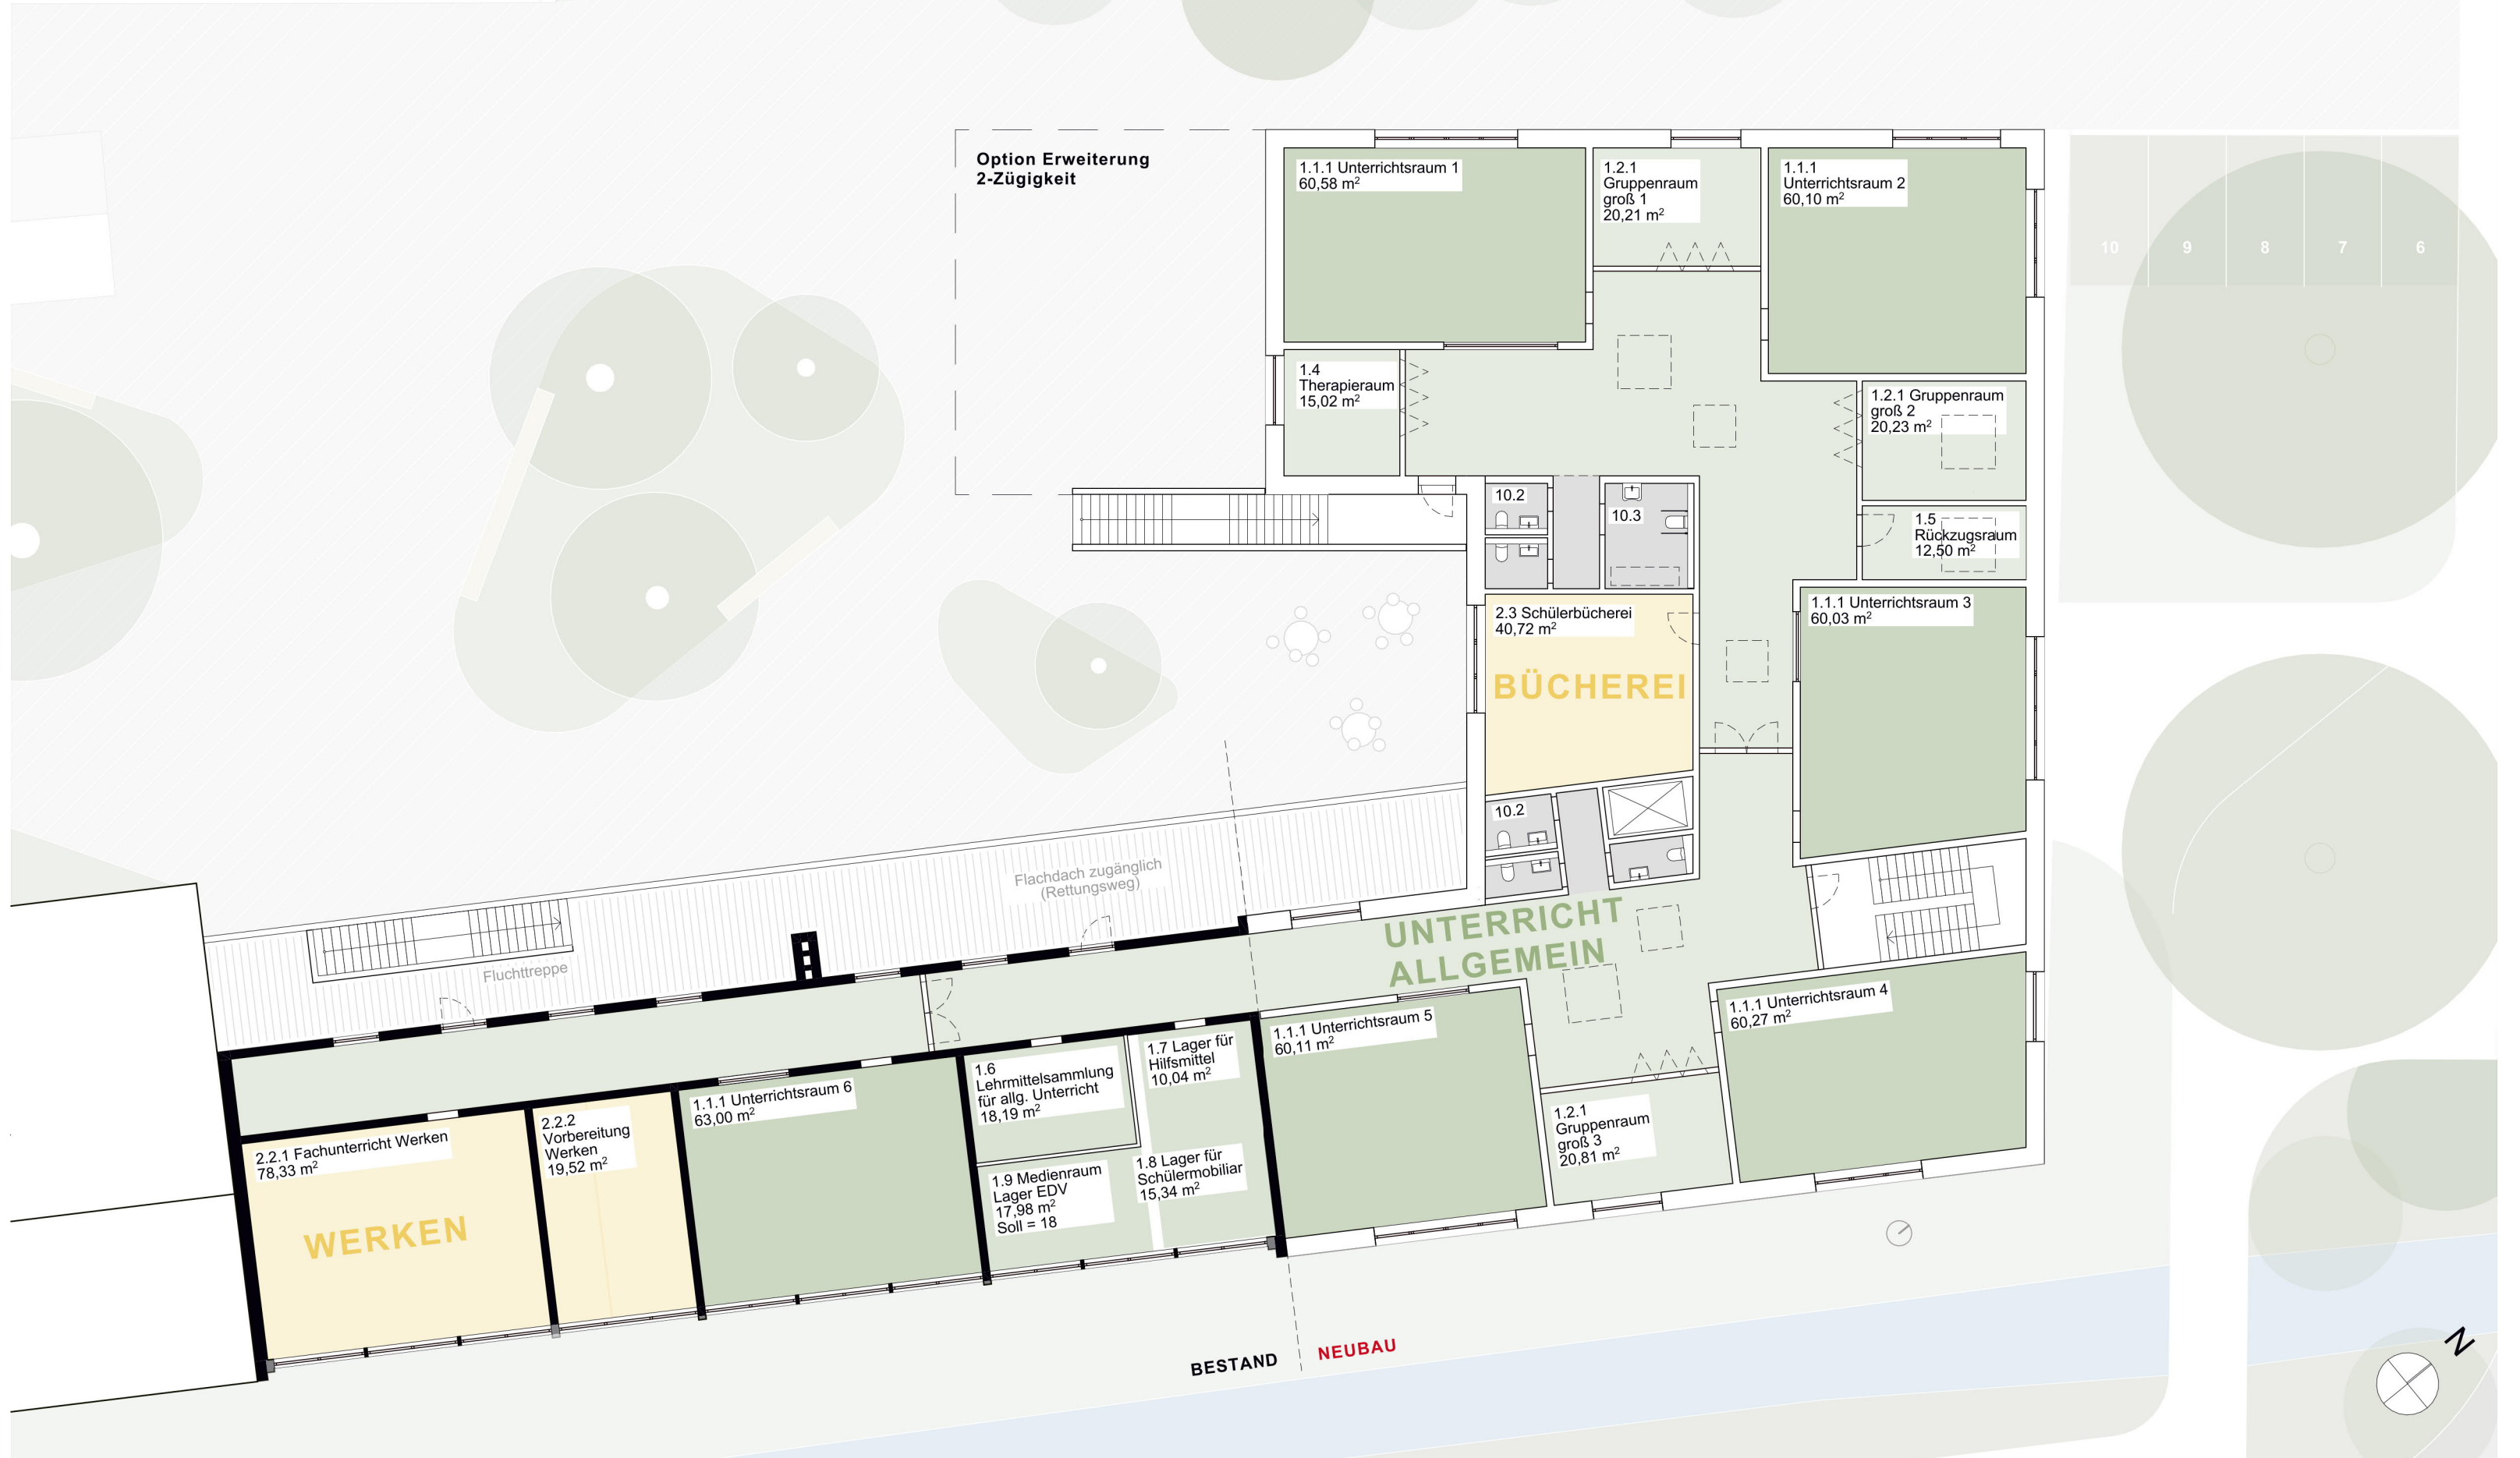 Option Erweiterung
2-Zügigkeit
1.1.1 Unterrichtsraum 1
60,58 m²
1.2.1
Gruppenraum
groß 1
20,21 m²
1.1.1
Unterrichtsraum 2
60,10 m²
10
9
8
7
6
1.4
Therapieraum
15,02 m²
1.2.1 Gruppenraum
groß 2
20,23 m²
10.2
10.3
1.5
Rückzugsraum
12,50 m²
2.3 Schülerbücherei
40,72 m²
BÜCHEREI
1.1.1 Unterrichtsraum 3
60,03 m²
10.2
Flachdach zugänglich
(Rettungsweg)
Fluchttreppe
UNTERRICHT
ALLGEMEIN
1.1.1 Unterrichtsraum 4
60,27 m²
1.1.1 Unterrichtsraum 5
60,11 m²
1.7 Lager für
Hilfsmittel
10,04 m²
1.6
Lehrmittelsammlung
für allg. Unterricht
18,19 m²
1.1.1 Unterrichtsraum 6
63,00 m²
2.2.2
Vorbereitung
Werken
19,52 m²
2.2.1 Fachunterricht Werken
78,33 m²
WERKEN
1.9 Medienraum
Lager EDV
17,98 m²
Soll = 18
1.8 Lager für
Schülermobiliar
15,34 m²
1.2.1
Gruppenraum
groß 3
20,81 m²
BESTAND
NEUBAU
N